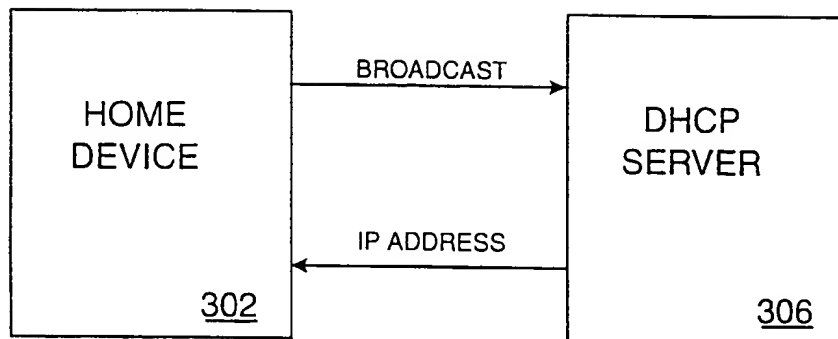 HOME
DEVICE
302
BROADCAST
IP ADDRESS
DHCP
SERVER
306